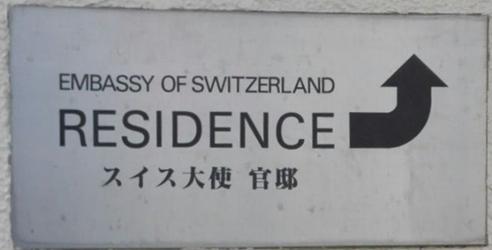 EMBASSY OF SWITZERLAND
RESIDENCE
スイス大使 官邸